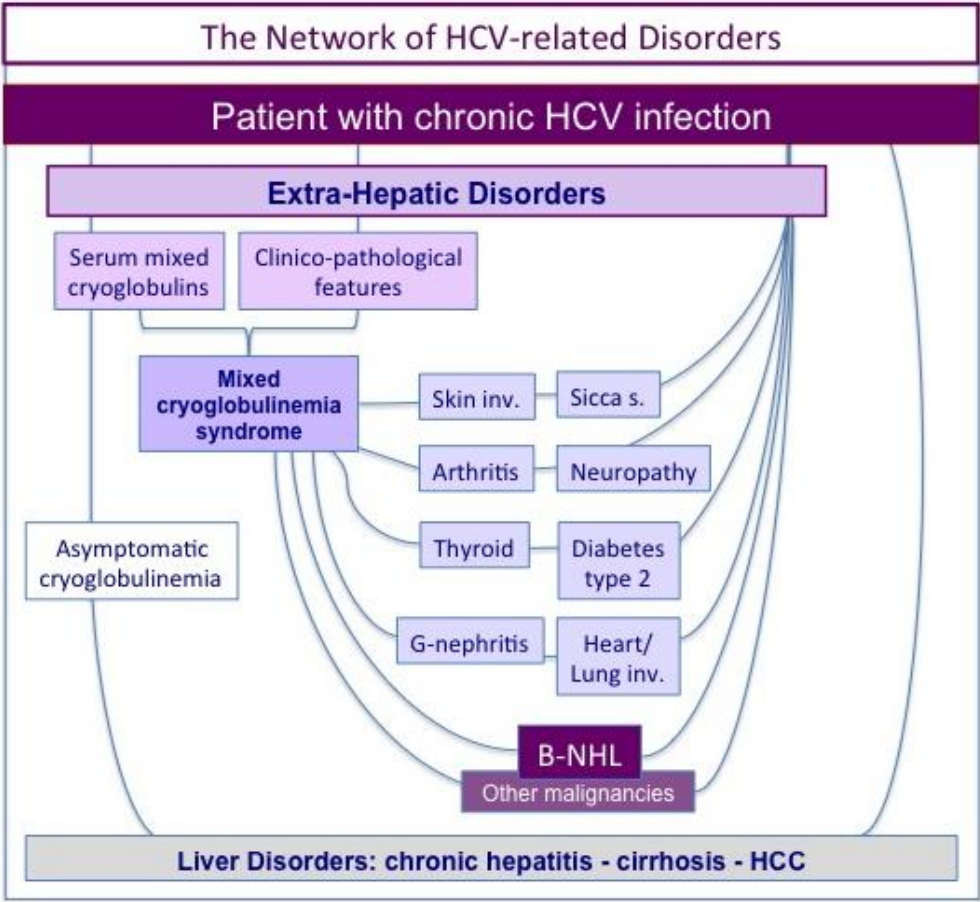 The Network of HCV-related Disorders
Patient with chronic HCV infection
Extra-Hepatic Disorders
Serum mixed
cryoglobulins
Clinico-pathological
features
Mixed
cryoglobulinemia
syndrome
Skin inv.
Sicca s.
Arthritis
Neuropathy
Asymptomatic
cryoglobulinemia
Thyroid
Diabetes
type 2
G-nephritis
Heart/
Lung inv.
B-NHL
Other malignancies
Liver Disorders: chronic hepatitis - cirrhosis - HCC